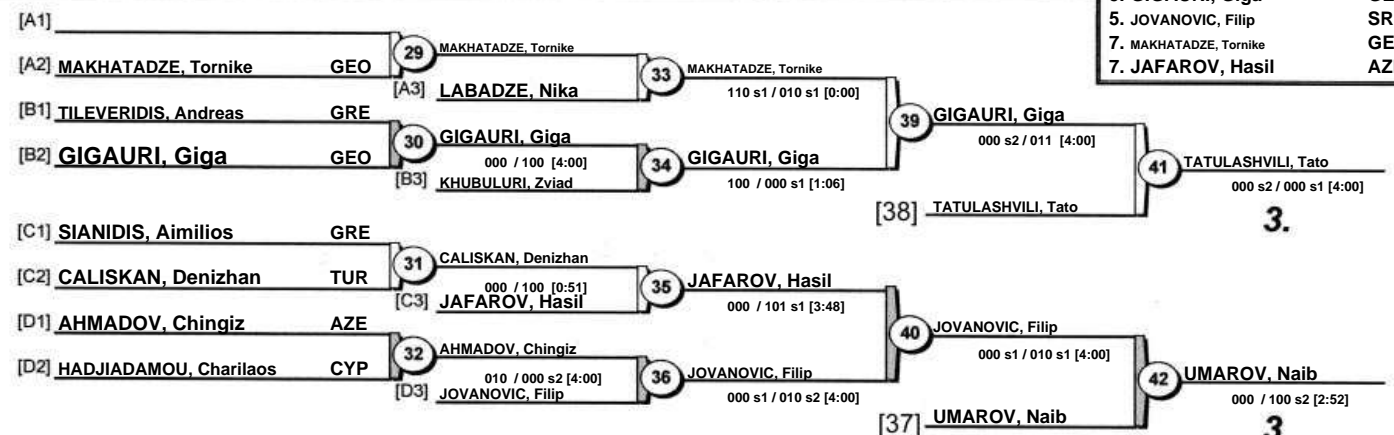 5. JOVANOVIC, Filip SR
7. MAKHATADZE, Tornike GE
7. JAFAROV, Hasil AZ
[A1]
[A2] MAKHATADZE, Tornike GEO
29
MAKHATADZE, Tornike
[A3] LABADZE, Nika
33
MAKHATADZE, Tornike
110 s1 / 010 s1 [0:00]
[B1] TILEVERIDIS, Andreas GRE
[B2] GIGAURI, Giga GEO
30
GIGAURI, Giga
000 / 100 [4:00]
[B3] KHUBULURI, Zviad
34
GIGAURI, Giga
100 / 000 s1 [1:06]
39
GIGAURI, Giga
000 s2 / 011 [4:00]
[38] TATULASHVILI, Tato
41
TATULASHVILI, Tato
000 s2 / 000 s1 [4:00]
3.
[C1] SIANIDIS, Aimilios GRE
[C2] CALISKAN, Denizhan TUR
31
CALISKAN, Denizhan
000 / 100 [0:51]
[C3] JAFAROV, Hasil
35
JAFAROV, Hasil
000 / 101 s1 [3:48]
[D1] AHMADOV, Chingiz AZE
[D2] HADJIADAMOU, Charilaos CYP
32
AHMADOV, Chingiz
010 / 000 s2 [4:00]
[D3] JOVANOVIC, Filip
36
JOVANOVIC, Filip
000 s1 / 010 s2 [4:00]
40
JOVANOVIC, Filip
000 s1 / 010 s1 [4:00]
[37] UMAROV, Naib
42
UMAROV, Naib
000 / 100 s2 [2:52]
3